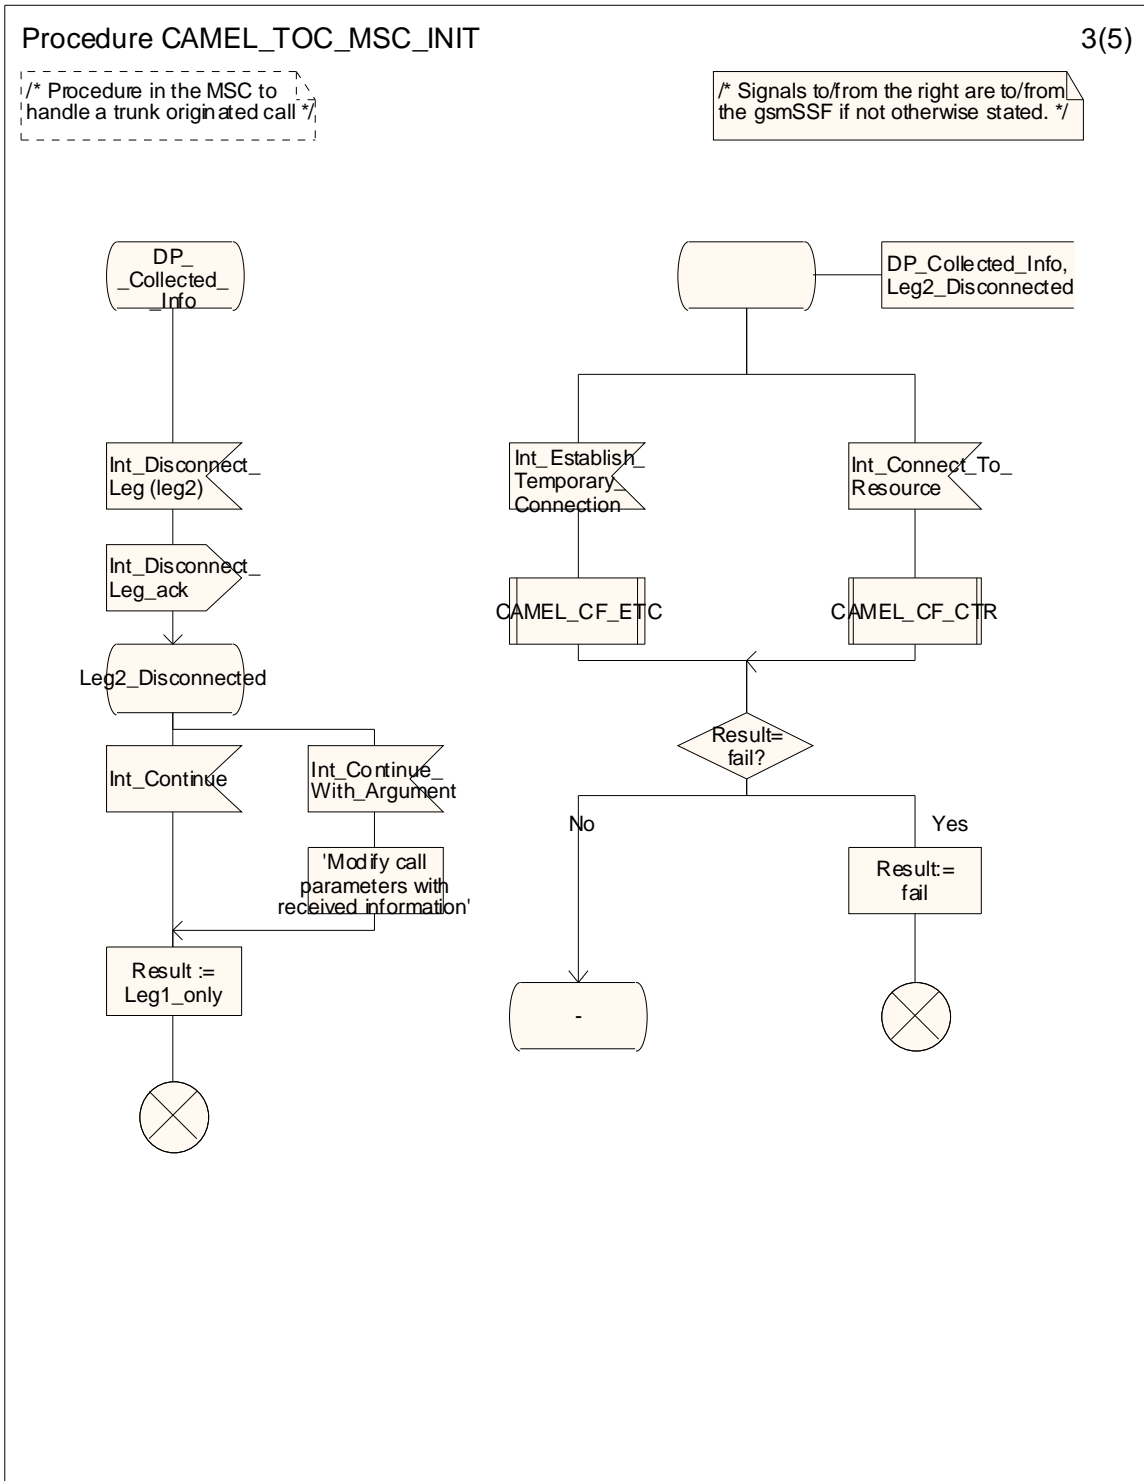 Procedure CAMEL_TOC_MSC_INIT
3(5)
/* Procedure in the MSC to
handle a trunk originated call */
/* Signals to/from the right are to/from
the gsmSSF if not otherwise stated. */
DP_
_Collected_
_Info
DP_Collected_Info,
Leg2_Disconnected
Int_Disconnect_
Leg (leg2)
Int_Establish_
Temporary_
Connection
Int_Connect_To_
Resource
Int_Disconnect_
Leg_ack
CAMEL_CF_ETC
CAMEL_CF_CTR
Leg2_Disconnected
Result=
fail?
Int_Continue
Int_Continue_
With_Argument
No
Yes
'Modify call
parameters with
received information'
Result:=
fail
Result :=
Leg1_only
-